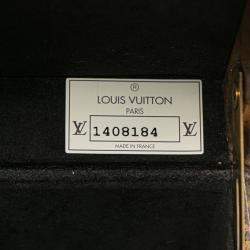 ®
LOUIS VUITTON
PARIS
LV 1408184 LV
MADE IN FRANCE